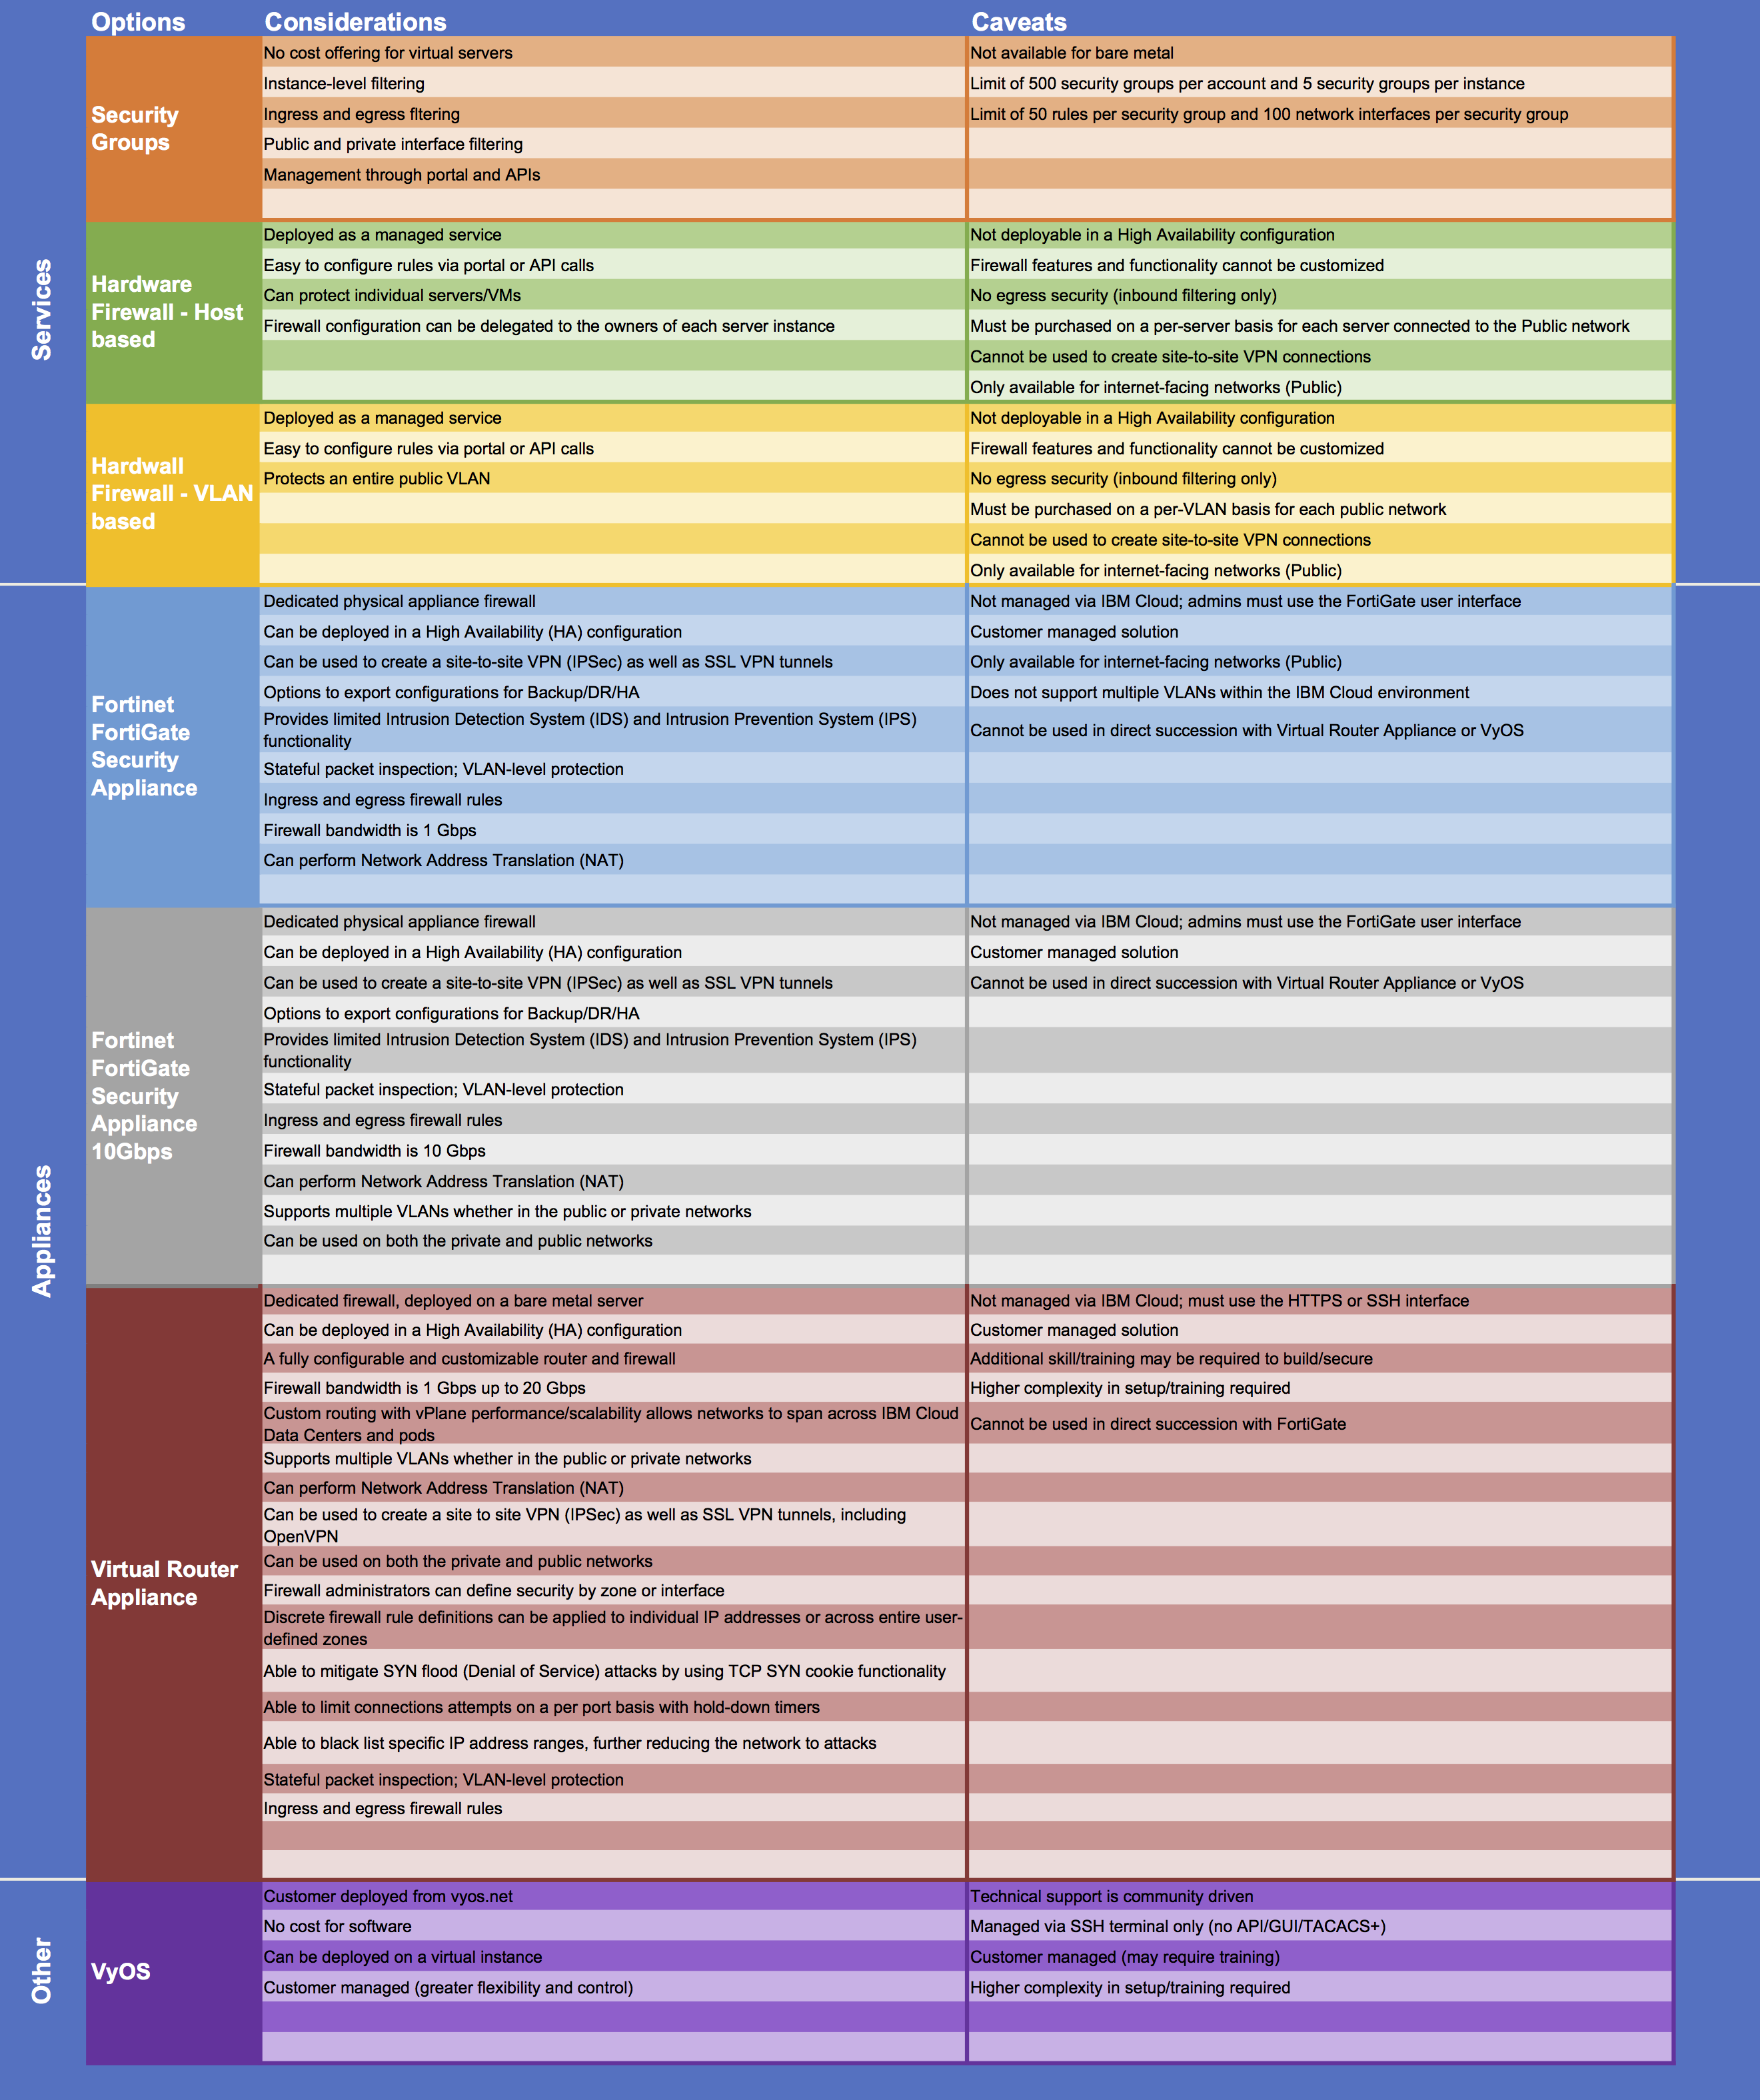 Options Considerations Caveats
Services
Security
Groups
No cost offering for virtual servers
Not available for bare metal
Instance-level filtering
Limit of 500 security groups per account and 5 security groups per instance
Ingress and egress fltering
Limit of 50 rules per security group and 100 network interfaces per security group
Public and private interface filtering
Management through portal and APIs
Hardware
Firewall - Host
based
Deployed as a managed service
Not deployable in a High Availability configuration
Easy to configure rules via portal or API calls
Firewall features and functionality cannot be customized
Can protect individual servers/VMs
No egress security (inbound filtering only)
Firewall configuration can be delegated to the owners of each server instance
Must be purchased on a per-server basis for each server connected to the Public network
Cannot be used to create site-to-site VPN connections
Only available for internet-facing networks (Public)
Hardwall
Firewall - VLAN
based
Deployed as a managed service
Not deployable in a High Availability configuration
Easy to configure rules via portal or API calls
Firewall features and functionality cannot be customized
Protects an entire public VLAN
No egress security (inbound filtering only)
Must be purchased on a per-VLAN basis for each public network
Cannot be used to create site-to-site VPN connections
Only available for internet-facing networks (Public)
Appliances
Fortinet
FortiGate
Security
Appliance
Dedicated physical appliance firewall
Not managed via IBM Cloud; admins must use the FortiGate user interface
Can be deployed in a High Availability (HA) configuration
Customer managed solution
Can be used to create a site-to-site VPN (IPSec) as well as SSL VPN tunnels
Only available for internet-facing networks (Public)
Options to export configurations for Backup/DR/HA
Does not support multiple VLANs within the IBM Cloud environment
Provides limited Intrusion Detection System (IDS) and Intrusion Prevention System (IPS)
functionality
Cannot be used in direct succession with Virtual Router Appliance or VyOS
Stateful packet inspection; VLAN-level protection
Ingress and egress firewall rules
Firewall bandwidth is 1 Gbps
Can perform Network Address Translation (NAT)
Fortinet
FortiGate
Security
Appliance
10Gbps
Dedicated physical appliance firewall
Not managed via IBM Cloud; admins must use the FortiGate user interface
Can be deployed in a High Availability (HA) configuration
Customer managed solution
Can be used to create a site-to-site VPN (IPSec) as well as SSL VPN tunnels
Cannot be used in direct succession with Virtual Router Appliance or VyOS
Options to export configurations for Backup/DR/HA
Provides limited Intrusion Detection System (IDS) and Intrusion Prevention System (IPS)
functionality
Stateful packet inspection; VLAN-level protection
Ingress and egress firewall rules
Firewall bandwidth is 10 Gbps
Can perform Network Address Translation (NAT)
Supports multiple VLANs whether in the public or private networks
Can be used on both the private and public networks
Virtual Router
Appliance
Dedicated firewall, deployed on a bare metal server
Not managed via IBM Cloud; must use the HTTPS or SSH interface
Can be deployed in a High Availability (HA) configuration
Customer managed solution
A fully configurable and customizable router and firewall
Additional skill/training may be required to build/secure
Firewall bandwidth is 1 Gbps up to 20 Gbps
Higher complexity in setup/training required
Custom routing with vPlane performance/scalability allows networks to span across IBM Cloud
Data Centers and pods
Cannot be used in direct succession with FortiGate
Supports multiple VLANs whether in the public or private networks
Can perform Network Address Translation (NAT)
Can be used to create a site to site VPN (IPSec) as well as SSL VPN tunnels, including
OpenVPN
Can be used on both the private and public networks
Firewall administrators can define security by zone or interface
Discrete firewall rule definitions can be applied to individual IP addresses or across entire user-
defined zones
Able to mitigate SYN flood (Denial of Service) attacks by using TCP SYN cookie functionality
Able to limit connections attempts on a per port basis with hold-down timers
Able to black list specific IP address ranges, further reducing the network to attacks
Stateful packet inspection; VLAN-level protection
Ingress and egress firewall rules
Other
VyOS
Customer deployed from vyos.net
Technical support is community driven
No cost for software
Managed via SSH terminal only (no API/GUI/TACACS+)
Can be deployed on a virtual instance
Customer managed (may require training)
Customer managed (greater flexibility and control)
Higher complexity in setup/training required